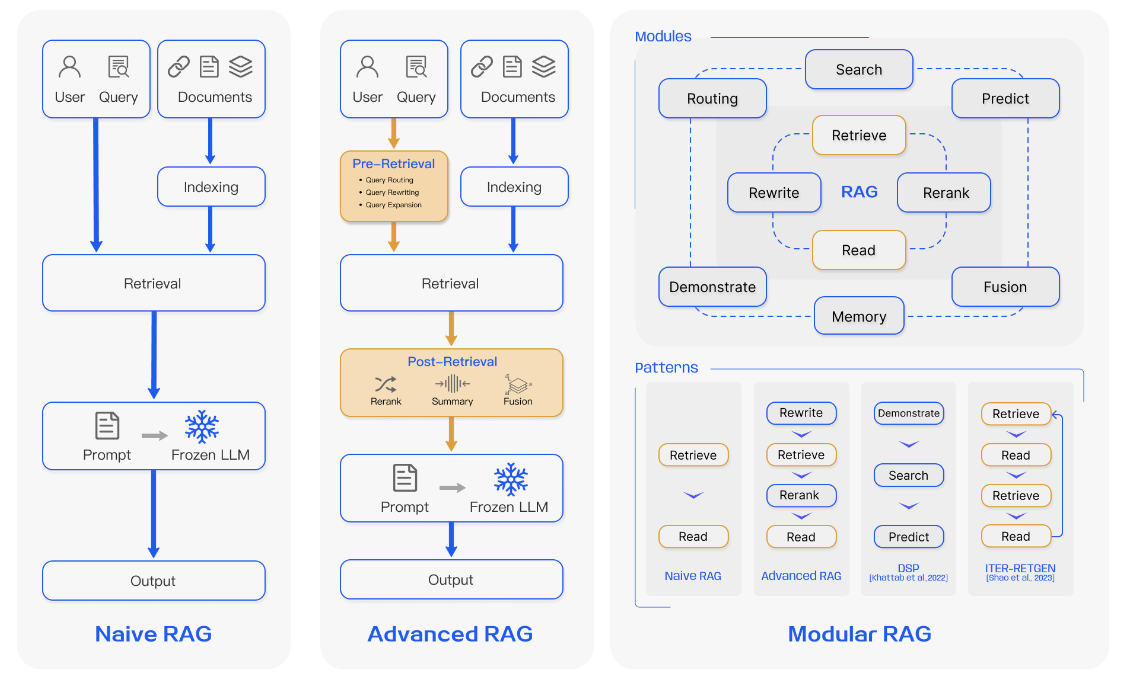 User Query
Documents
Indexing
Retrieval
Prompt
Frozen LLM
Output
Naive RAG
User Query
Documents
Pre-Retrieval
• Query Routing
• Query Rewriting
• Query Expansion
Indexing
Retrieval
Post-Retrieval
Rerank
Summary
Fusion
Prompt
Frozen LLM
Output
Advanced RAG
Modules
Search
Routing
Predict
Retrieve
Rewrite
RAG
Rerank
Read
Demonstrate
Fusion
Memory
Patterns
Retrieve
Read
Naive RAG
Rewrite
Retrieve
Rerank
Read
Advanced RAG
Demonstrate
Search
Predict
DSP
[Khattab et al.,2022]
Retrieve
Read
Retrieve
Read
ITER-RETGEN
[Shao et al., 2023]
Modular RAG